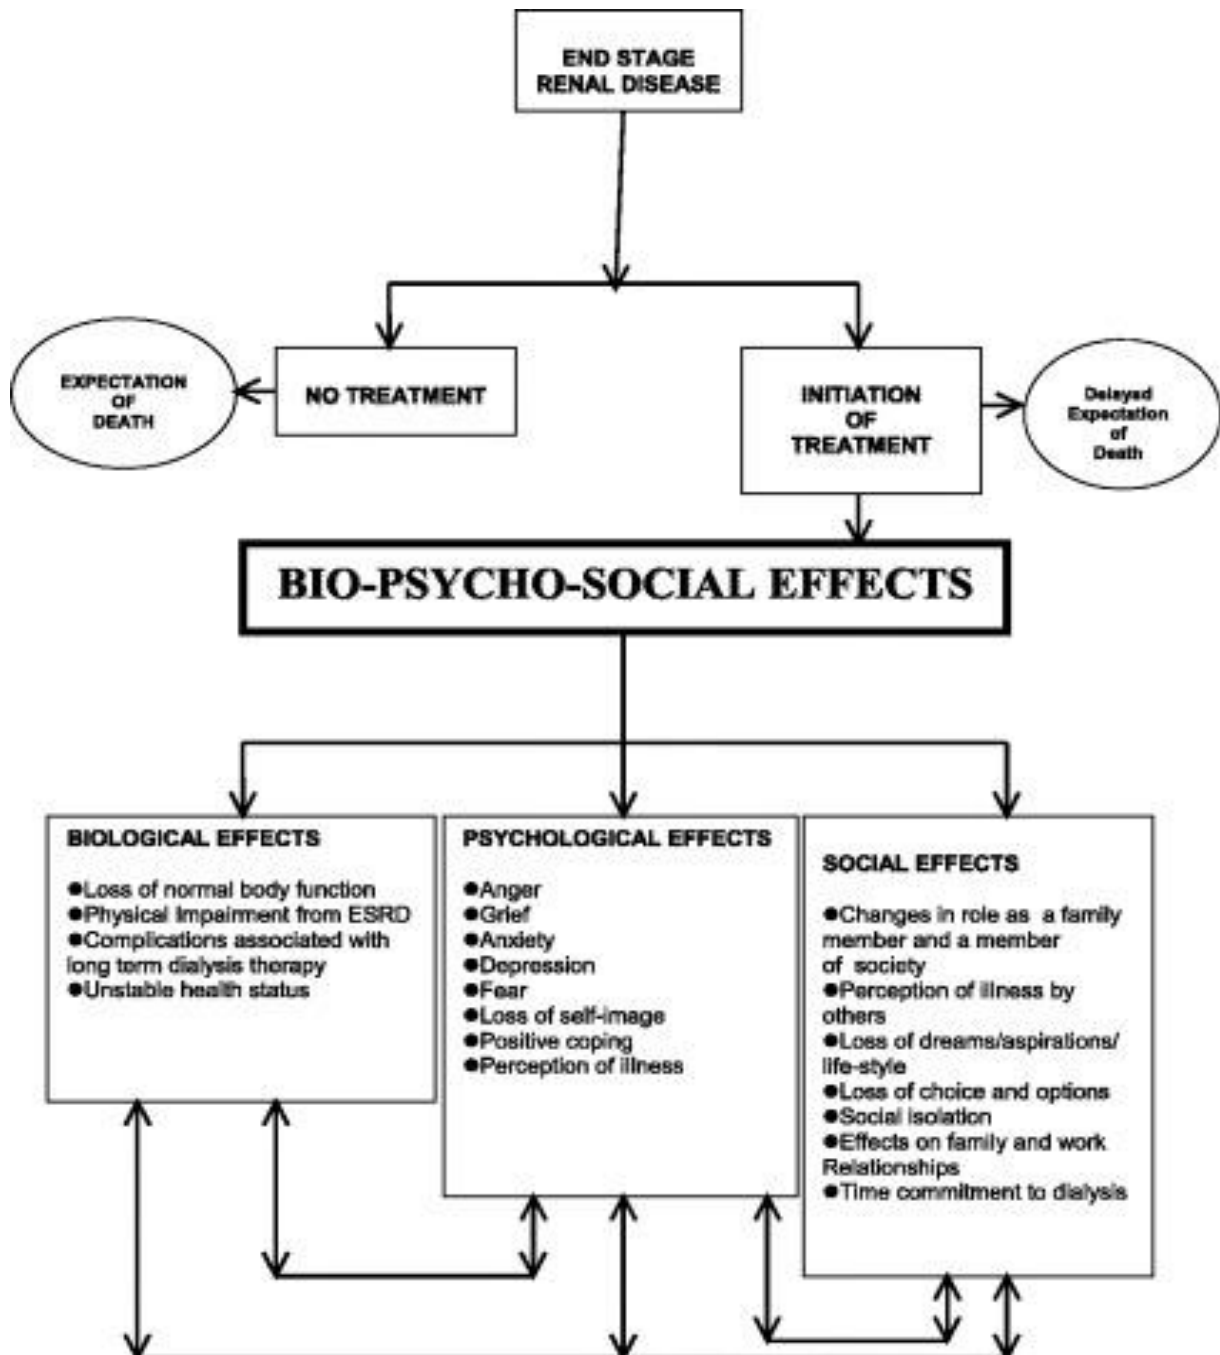 END STAGE
RENAL DISEASE
EXPECTATION
OF
DEATH
NO TREATMENT
INITIATION
OF
TREATMENT
Delayed
Expectation
of
Death
BIO-PSYCHO-SOCIAL EFFECTS
BIOLOGICAL EFFECTS
●Loss of normal body function
●Physical Impairment from ESRD
●Complications associated with
long term dialysis therapy
●Unstable health status
PSYCHOLOGICAL EFFECTS
●Anger
●Grief
●Anxiety
●Depression
●Fear
●Loss of self-image
●Positive coping
●Perception of illness
SOCIAL EFFECTS
●Changes in role as a family
member and a member
of society
●Perception of illness by
others
●Loss of dreams/aspirations/
life-style
●Loss of choice and options
●Social isolation
●Effects on family and work
Relationships
●Time commitment to dialysis